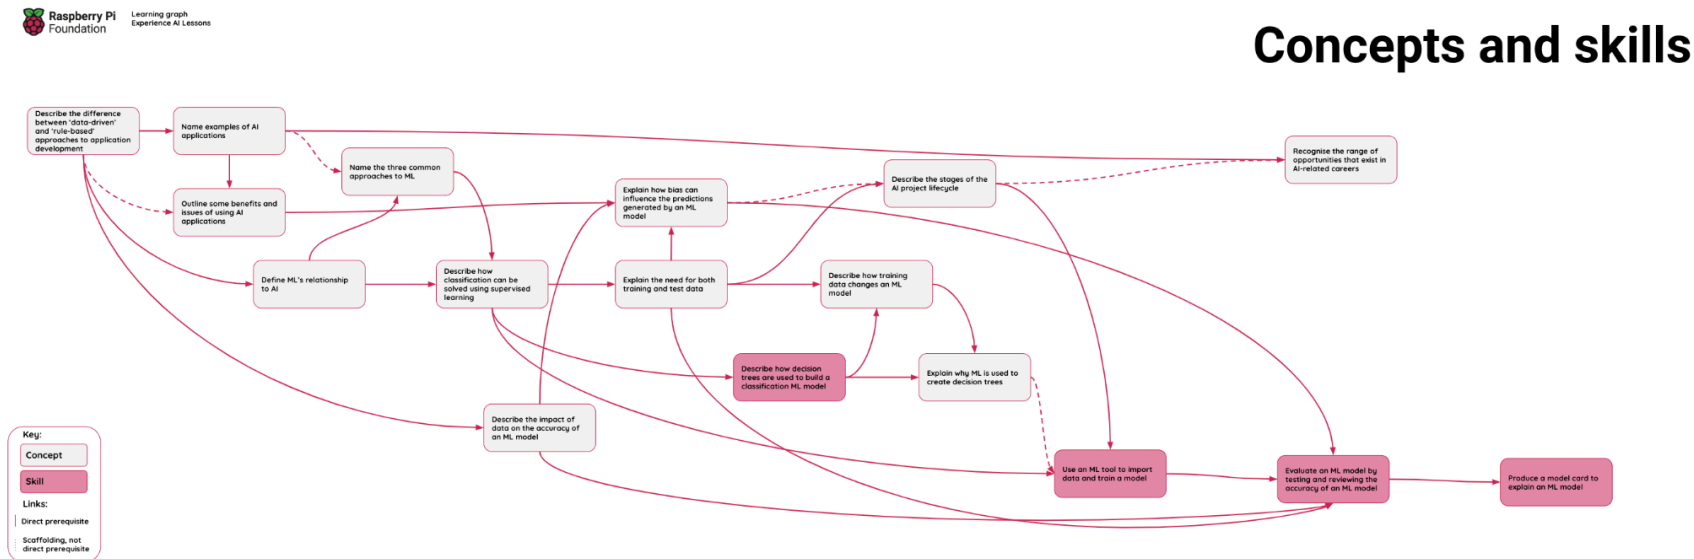 Raspberry Pi
Foundation
Learning graph
Experience AI Lessons
Concepts and skills
Describe the difference
between 'data-driven'
and 'rule-based'
approaches to application
development
Name examples of AI
applications
Name the three common
approaches to ML
Outline some benefits and
issues of using AI
applications
Explain how bias can
influence the predictions
generated by an ML
model
Describe the stages of the
AI project lifecycle
Recognise the range of
opportunities that exist in
AI-related careers
Define ML's relationship
to AI
Describe how
classification can be
solved using supervised
learning
Explain the need for both
training and test data
Describe how training
data changes an ML
model
Describe how decision
trees are used to build a
classification ML model
Explain why ML is used to
create decision trees
Describe the impact of
data on the accuracy of
an ML model
Use an ML tool to import
data and train a model
Evaluate an ML model by
testing and reviewing the
accuracy of an ML model
Produce a model card to
explain an ML model
Key:
Concept
Skill
Links:
Direct prerequisite
Scaffolding, not
direct prerequisite